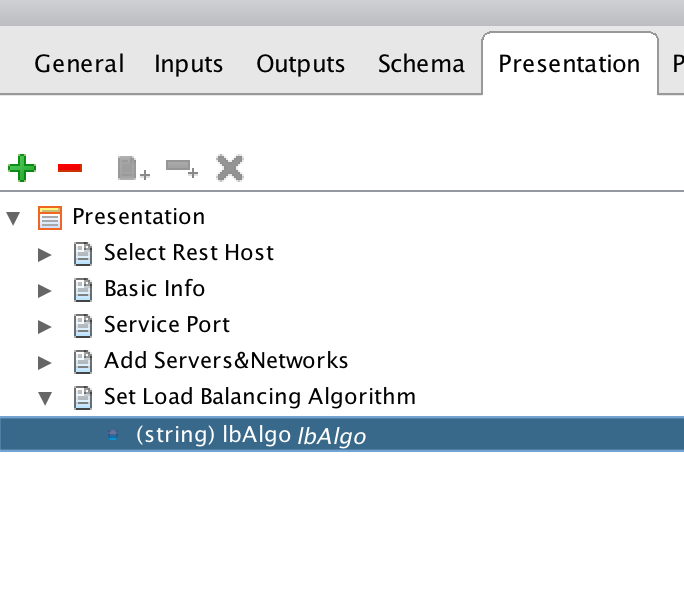 General Inputs Outputs Schema Presentation P
Presentation
Select Rest Host
Basic Info
Service Port
Add Servers&Networks
Set Load Balancing Algorithm
(string) lbAlgo lbAlgo